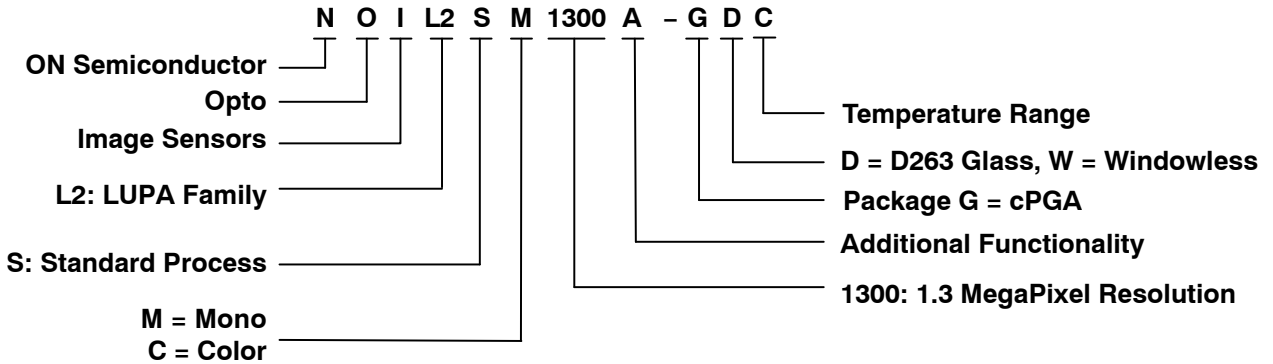 N O I L2 S M 1300 A – G D C
ON Semiconductor
Opto
Image Sensors
L2: LUPA Family
S: Standard Process
M = Mono
C = Color
Temperature Range
D = D263 Glass, W = Windowless
Package G = cPGA
Additional Functionality
1300: 1.3 MegaPixel Resolution